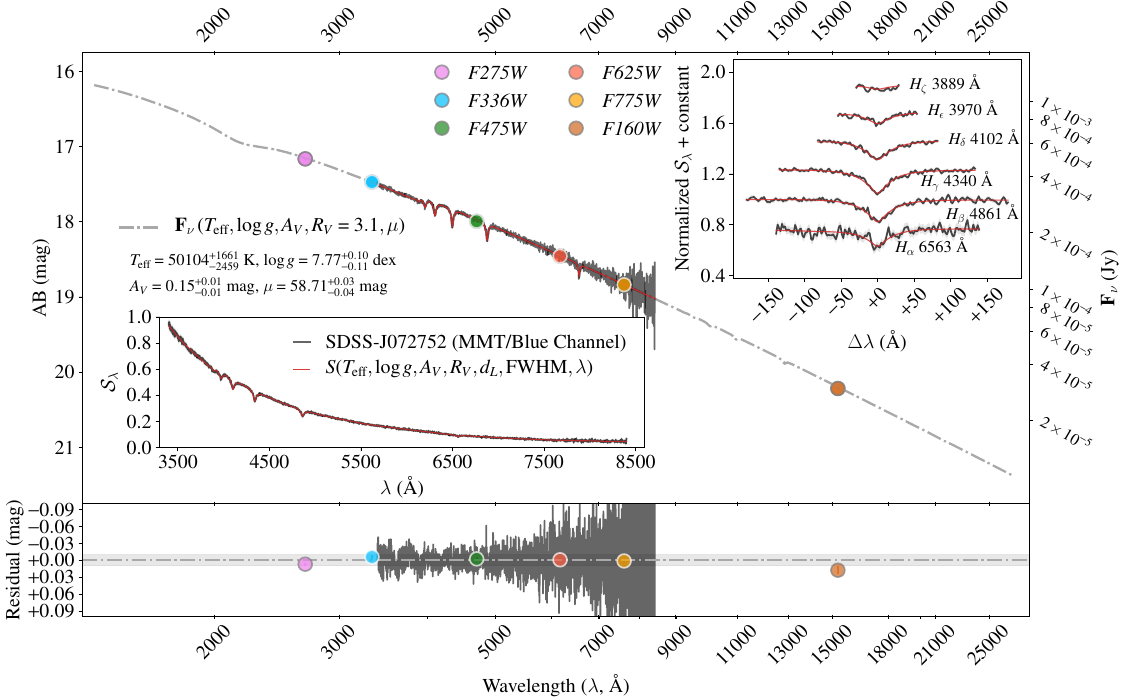 2000 3000 5000 7000 9000 11000 13000 15000 18000 21000 25000
AB (mag)
16
17
18
19
20
21
F275W F625W
F336W F775W
F475W F160W
F_ν (T_eff, log g, A_V, R_V = 3.1, μ)
T_eff = 50104^{+1661}_{−2459} K, log g = 7.77^{+0.10}_{−0.11} dex
A_V = 0.15^{+0.01}_{−0.01} mag, μ = 58.71^{+0.03}_{−0.04} mag
S_λ
1.0
0.8
0.6
0.4
0.2
0.0
SDSS-J072752 (MMT/Blue Channel)
S(T_eff, log g, A_V, R_V, d_L, FWHM, λ)
3500 4500 5500 6500 7500 8500
λ (Å)
Normalized S_λ + constant
2.0
1.6
1.2
0.8
0.4
H_ζ 3889 Å
H_ϵ 3970 Å
H_δ 4102 Å
H_γ 4340 Å
H_β 4861 Å
H_α 6563 Å
−150 −100 −50 +0 +50 +100 +150
Δλ (Å)
1 × 10⁻³
8 × 10⁻⁴
6 × 10⁻⁴
4 × 10⁻⁴
2 × 10⁻⁴
1 × 10⁻⁴
8 × 10⁻⁵
6 × 10⁻⁵
4 × 10⁻⁵
2 × 10⁻⁵
F_ν (Jy)
Residual (mag)
−0.09
−0.06
−0.03
+0.00
+0.03
+0.06
+0.09
2000 3000 5000 7000 9000 11000 13000 15000 18000 21000 25000
Wavelength (λ, Å)